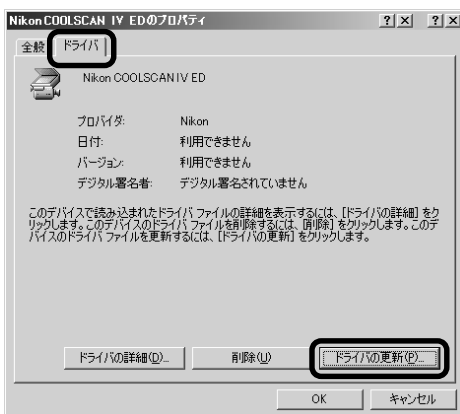 Nikon COOLSCAN IV EDのプロパティ
全般 ドライバ
Nikon COOLSCAN IV ED
プロバイダ: Nikon
日付: 利用できません
バージョン: 利用できません
デジタル署名者: デジタル署名されていません
このデバイスで読み込まれたドライバ ファイルの詳細を表示するには、[ドライバの詳細] をク
リックします。このデバイスのドライバ ファイルを削除するには、[削除] をクリックします。このデ
バイスのドライバ ファイルを更新するには、[ドライバの更新] をクリックします。
ドライバの詳細(D)... 削除(U) ドライバの更新(P)...
OK キャンセル